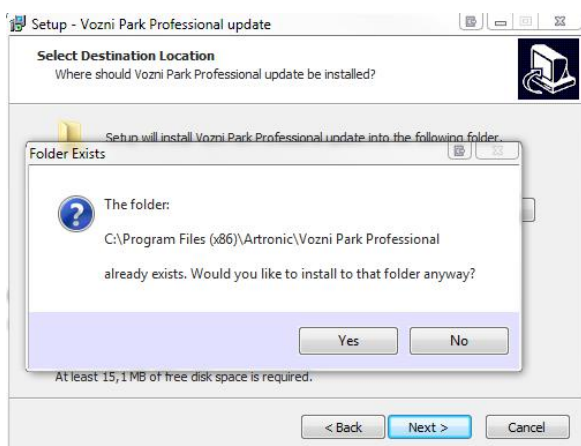 Setup - Vozni Park Professional update
Select Destination Location
Where should Vozni Park Professional update be installed?
Setup will install Vozni Park Professional update into the following folder.
Folder Exists
The folder:
C:\Program Files (x86)\Artronic\Vozni Park Professional
already exists. Would you like to install to that folder anyway?
Yes
No
At least 15,1 MB of free disk space is required.
< Back
Next >
Cancel